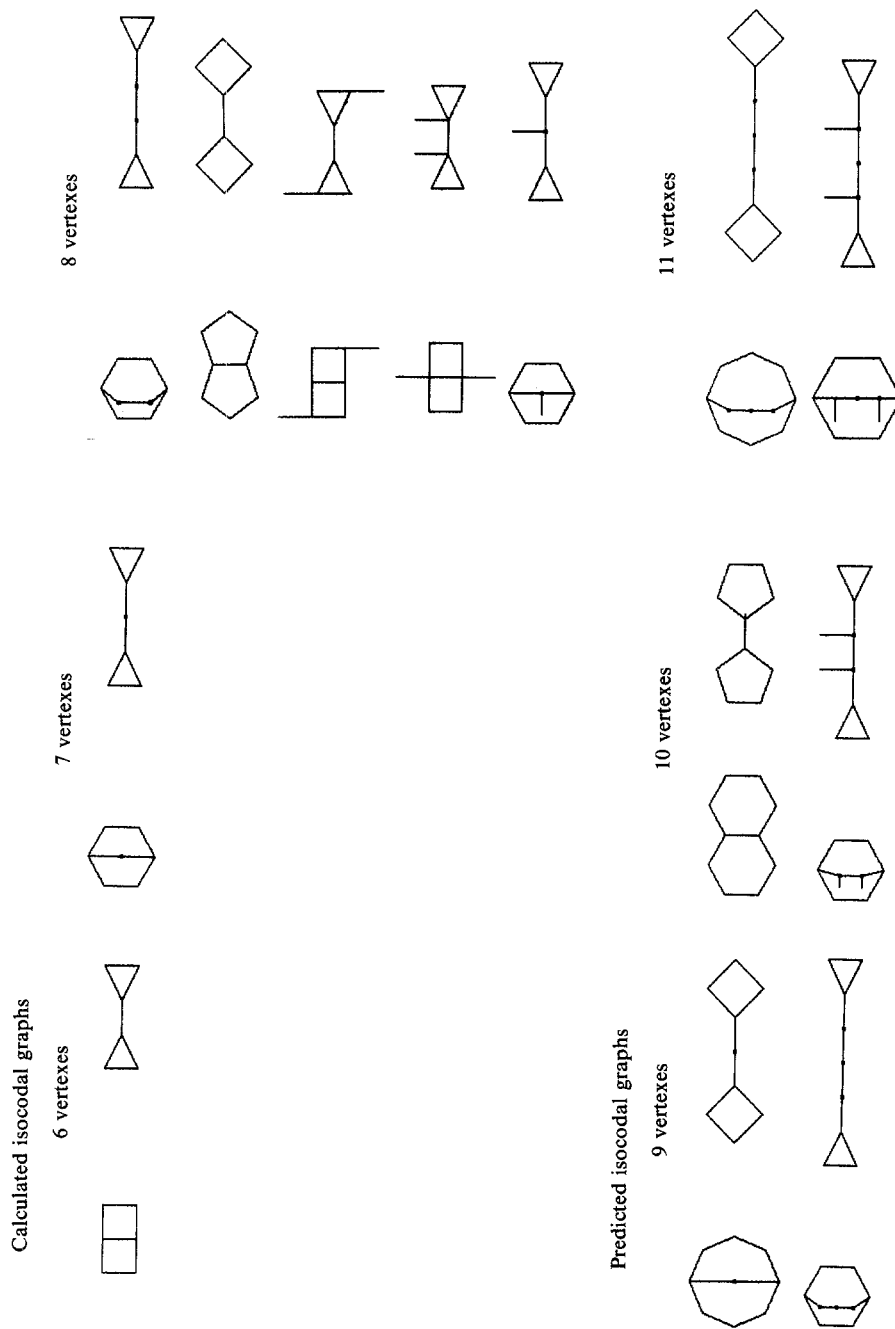 Calculated isocodal graphs
6 vertexes
7 vertexes
8 vertexes
Predicted isocodal graphs
9 vertexes
10 vertexes
11 vertexes